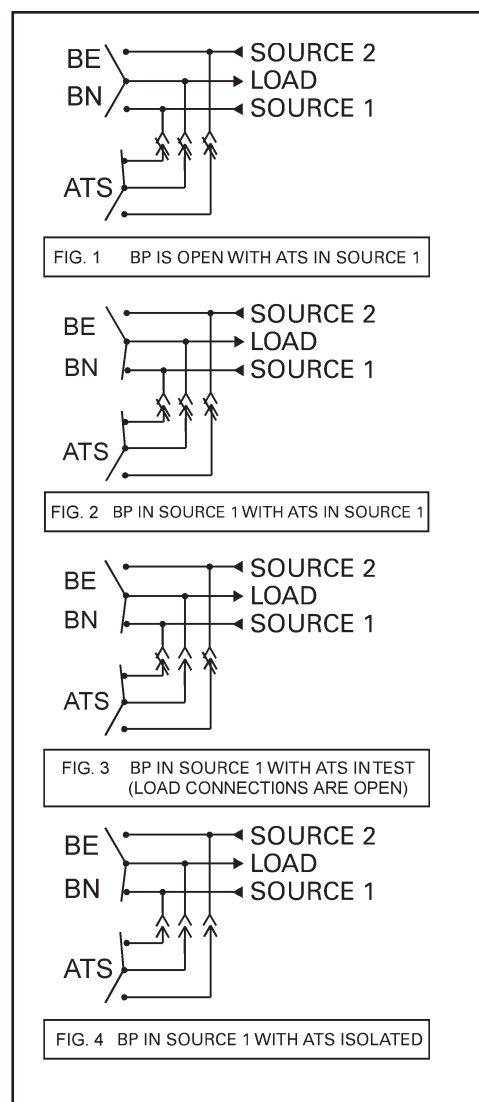 BE
SOURCE 2
LOAD
BN
SOURCE 1
ATS
FIG. 1 BP IS OPEN WITH ATS IN SOURCE 1
BE
SOURCE 2
LOAD
BN
SOURCE 1
ATS
FIG. 2 BP IN SOURCE 1 WITH ATS IN SOURCE 1
BE
SOURCE 2
LOAD
BN
SOURCE 1
ATS
FIG. 3 BP IN SOURCE 1 WITH ATS IN TEST
(LOAD CONNECTIONS ARE OPEN)
BE
SOURCE 2
LOAD
BN
SOURCE 1
ATS
FIG. 4 BP IN SOURCE 1 WITH ATS ISOLATED